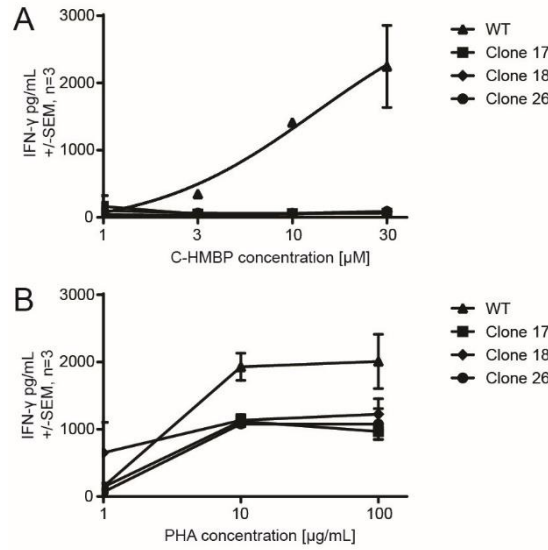 A
IFN-γ pg/mL
+/-SEM, n=3
3000
2000
1000
0
1
3
10
30
C-HMBP concentration [µM]
WT
Clone 17
Clone 18
Clone 26
B
IFN-γ pg/mL
+/-SEM, n=3
3000
2000
1000
0
1
10
100
PHA concentration [µg/mL]
WT
Clone 17
Clone 18
Clone 26